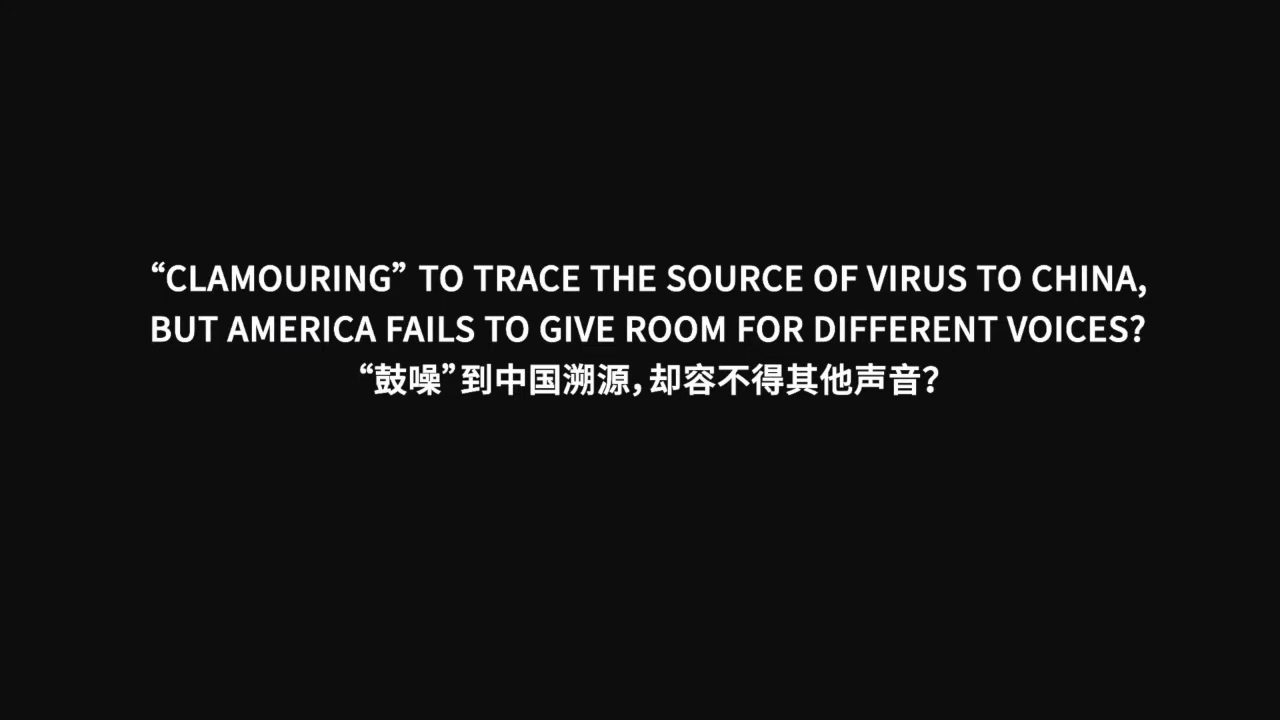 “CLAMOURING” TO TRACE THE SOURCE OF VIRUS TO CHINA,
BUT AMERICA FAILS TO GIVE ROOM FOR DIFFERENT VOICES?
“鼓噪”到中国溯源，却容不得其他声音？